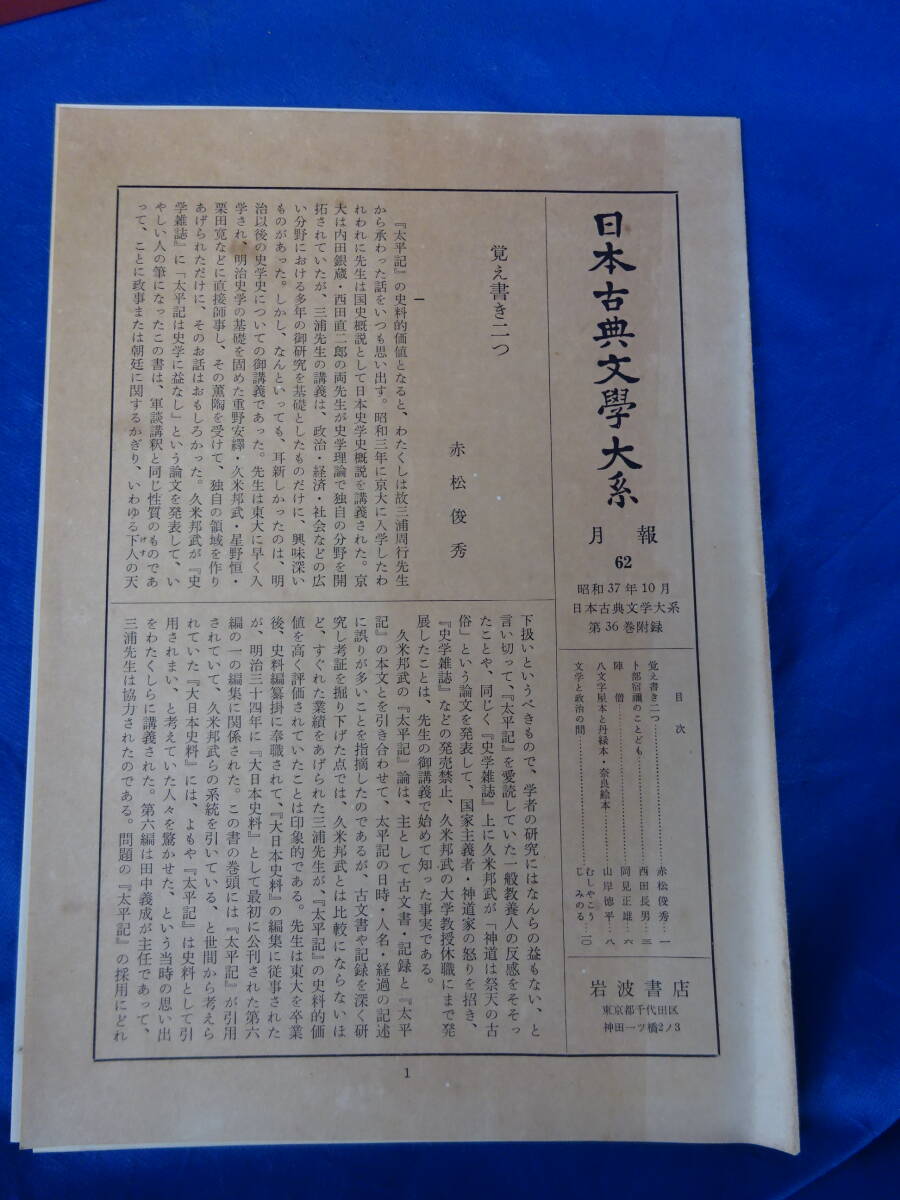 日本古典文學大系
月報
62
昭和37年10月
日本古典文学大系
第36巻附録
目次
覚え書き二つ…………赤松俊秀…一
卜部宿禰のことども…………西田長男…三
陣僧…………岡見正雄…六
八文字屋本と丹緑本・奈良絵本…………山岸徳平…八
文学と政治の間…………むしゃこうじみのる…一〇
岩波書店
東京都千代田区
神田一ツ橋2ノ3
覚え書き二つ
赤松俊秀
一
『太平記』の史料的価値となると、わたくしは故三浦周行先生
から承わった話をいつも思い出す。昭和三年に京大に入学したわ
れわれに先生は国史概説として日本史学史概説を講義された。京
大は内田銀蔵・西田直二郎の両先生が史学理論で独自の分野を開
拓されていたが、三浦先生の講義は、政治・経済・社会などの広
い分野における多年の御研究を基礎としたものだけに、興味深い
ものがあった。しかし、なんといっても、耳新しかったのは、明
治以後の史学史についての御講義であった。先生は東大に早く入
学され、明治史学の基礎を固めた重野安繹・久米邦武・星野恒・
栗田寛などに直接師事し、その薫陶を受けて、独自の領域を作り
あげられただけに、そのお話はおもしろかった。久米邦武が『史
学雑誌』に「太平記は史学に益なし」という論文を発表して、い
やしい人の筆になったこの書は、軍談講釈と同じ性質のものであ
って、ことに政事または朝廷に関するかぎり、いわゆる下人の天
げす
下扱いというべきもので、学者の研究にはなんらの益もない、と
言い切って、『太平記』を愛読していた一般教養人の反感をそそっ
たことや、同じく『史学雑誌』上に久米邦武が「神道は祭天の古
俗」という論文を発表して、国家主義者・神道家の怒りを招き、
『史学雑誌』などの発売禁止、久米邦武の大学教授休職にまで発
展したことは、先生の御講義で始めて知った事実である。
久米邦武の『太平記』論は、主として古文書・記録と『太平
記』の本文とを引き合わせて、太平記の日時・人名・経過の記述
に誤りが多いことを指摘したのであるが、古文書や記録を深く研
究し考証を掘り下げた点では、久米邦武とは比較にならないほ
ど、すぐれた業績をあげられた三浦先生が、『太平記』の史料的価
値を高く評価されていたことは印象的である。先生は東大を卒業
後、史料編纂掛に奉職されて、『大日本史料』の編集に従事された
が、明治三十四年に『大日本史料』として最初に公刊された第六
編の一の編集に関係された。この書の巻頭には『太平記』が引用
されていて、久米邦武らの系統を引いている、と世間から考えら
れていた『大日本史料』には、よもや『太平記』は史料として引
用されまい、と考えていた人々を驚かせた、という当時の思い出
をわたくしらに講義された。第六編は田中義成が主任であって、
三浦先生は協力されたのである。問題の『太平記』の採用にどれ
1